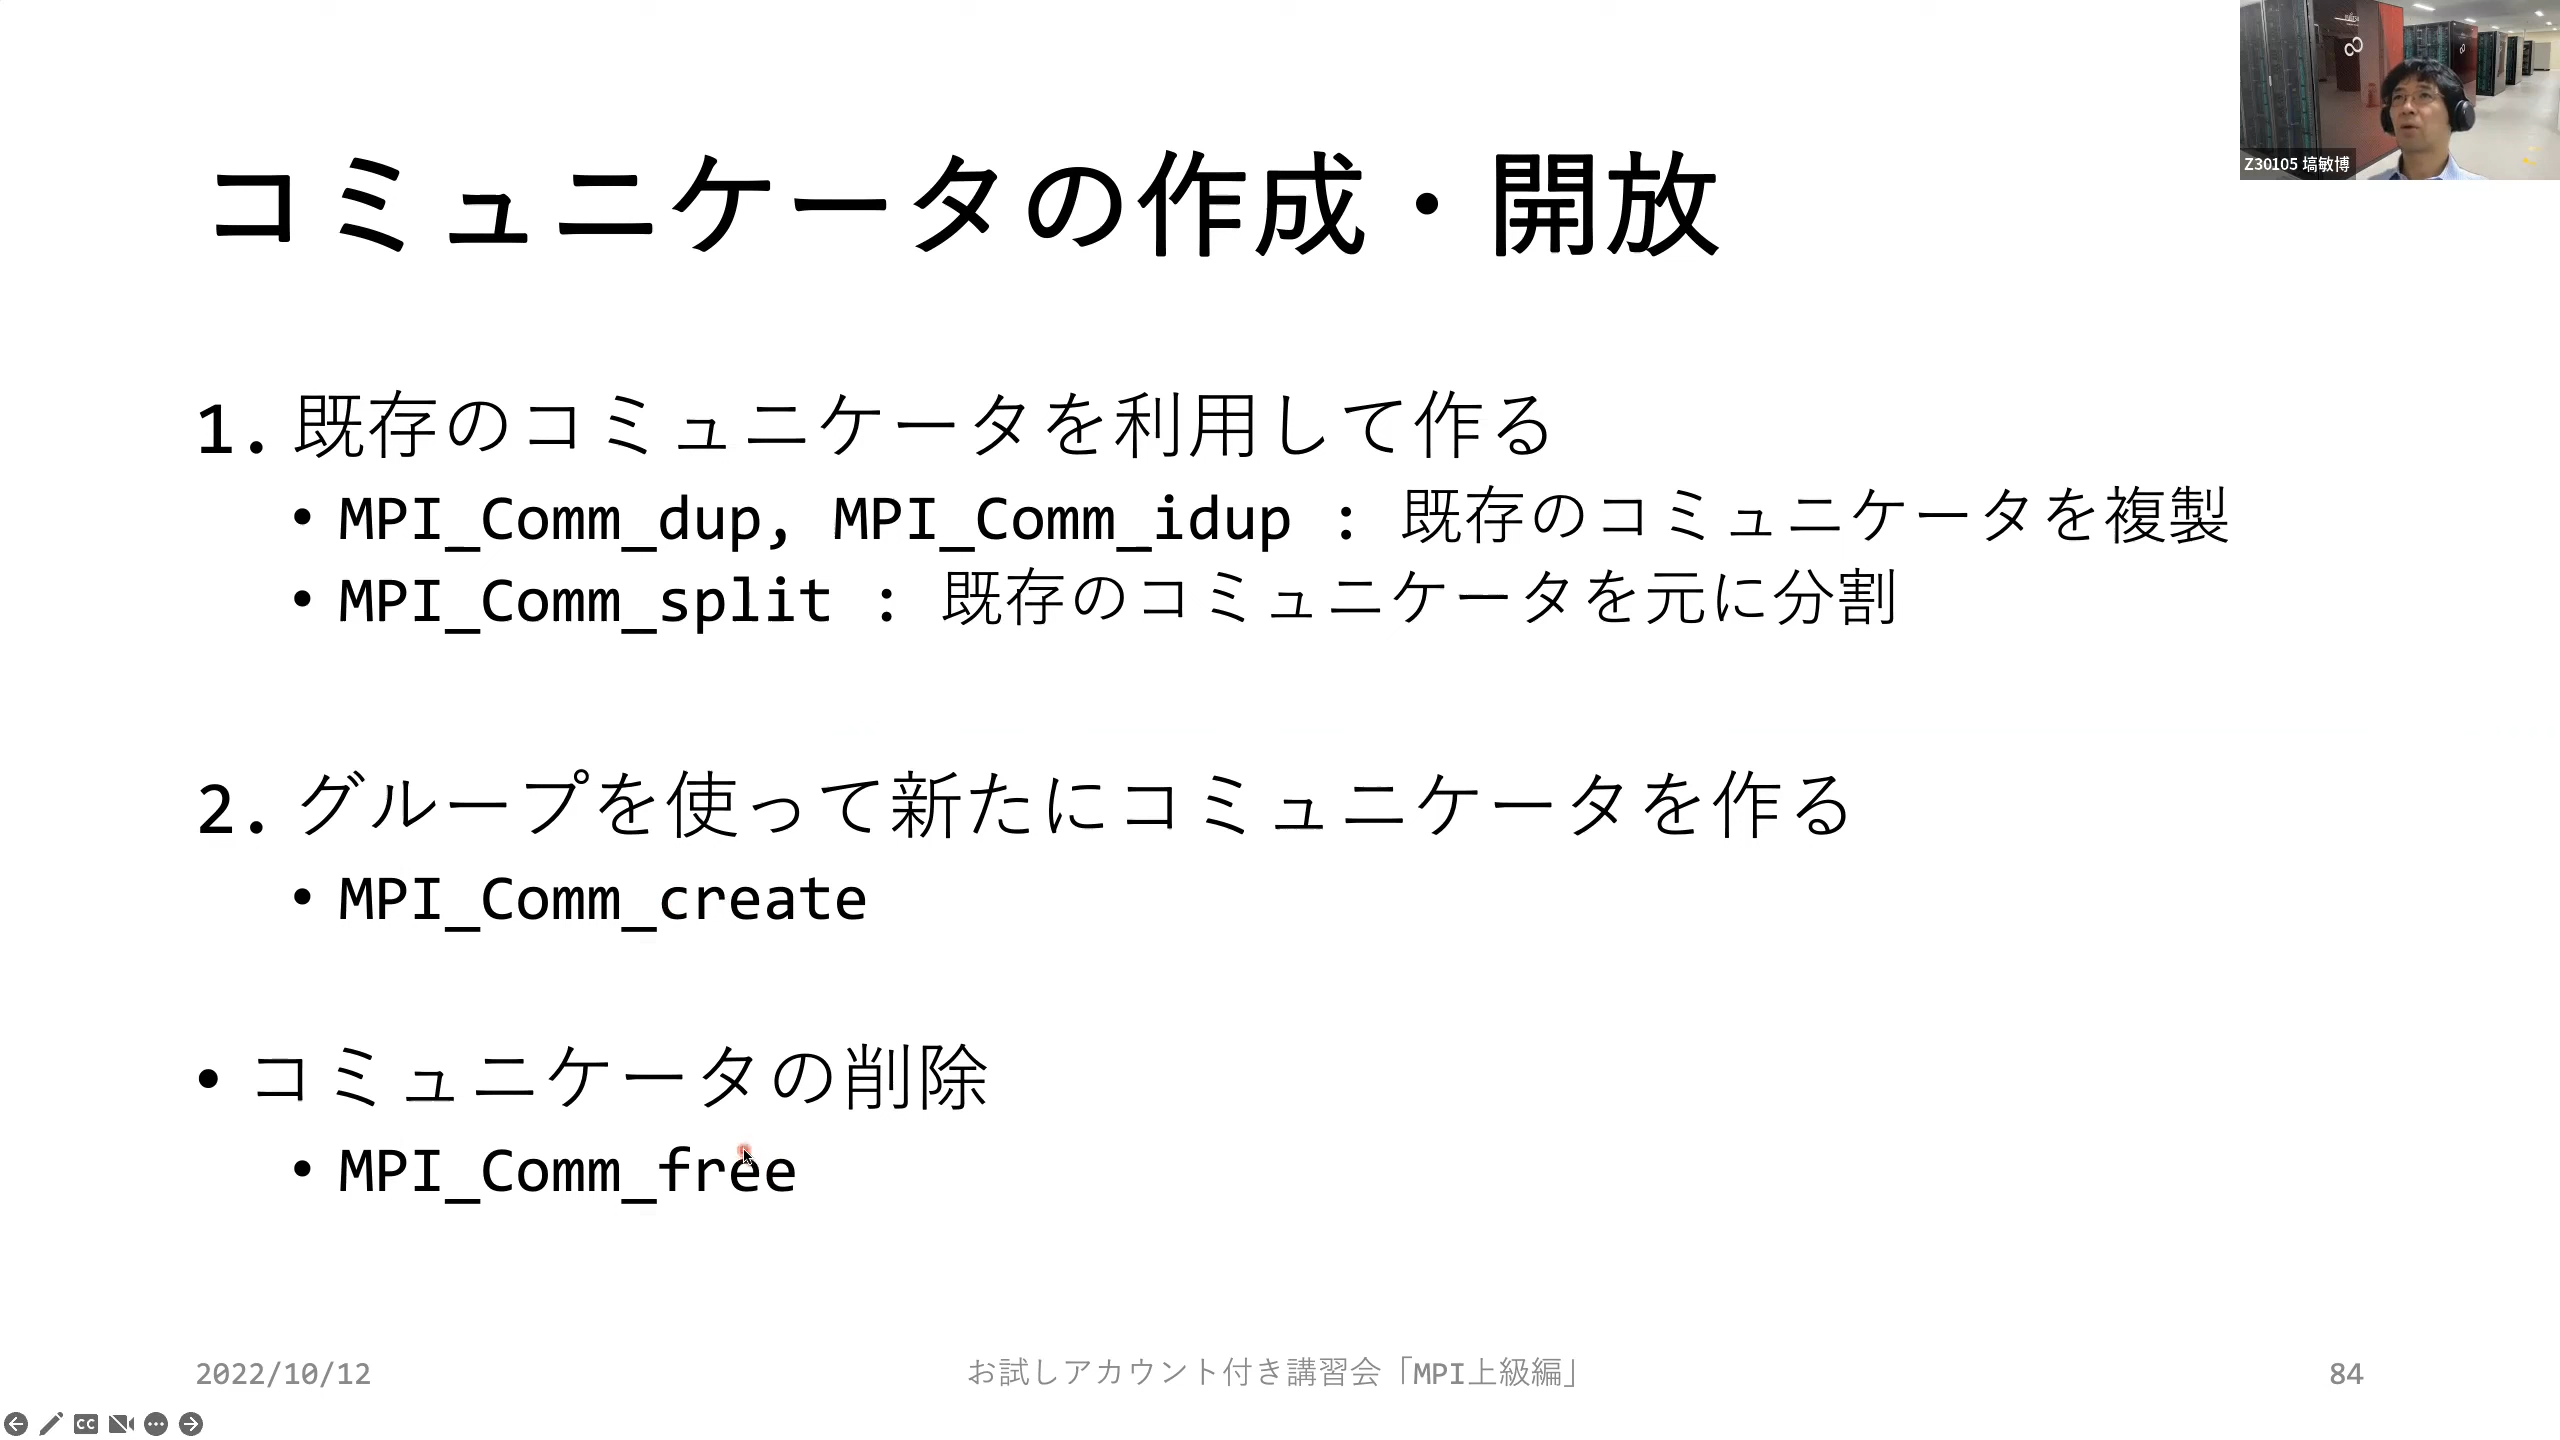 Z30105 塙敏博
コミュニケータの作成・開放
1. 既存のコミュニケータを利用して作る
• MPI_Comm_dup, MPI_Comm_idup : 既存のコミュニケータを複製
• MPI_Comm_split : 既存のコミュニケータを元に分割
2. グループを使って新たにコミュニケータを作る
• MPI_Comm_create
• コミュニケータの削除
• MPI_Comm_free
2022/10/12
お試しアカウント付き講習会「MPI上級編」
84
CC